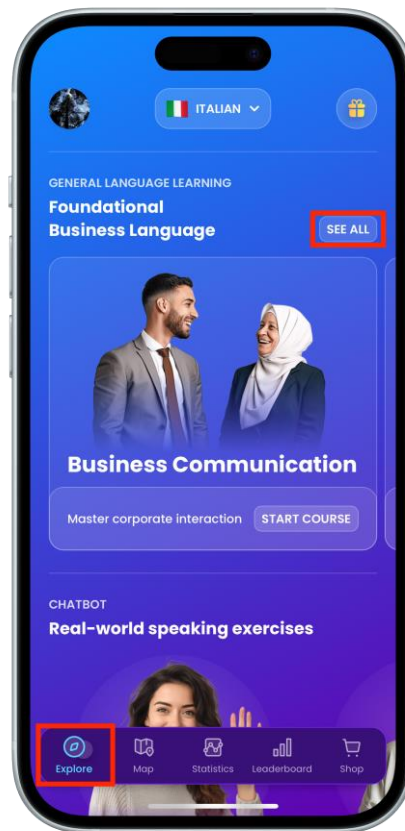 ITALIAN
GENERAL LANGUAGE LEARNING
Foundational
Business Language
SEE ALL
Business Communication
Master corporate interaction
START COURSE
CHATBOT
Real-world speaking exercises
Explore
Map
Statistics
Leaderboard
Shop